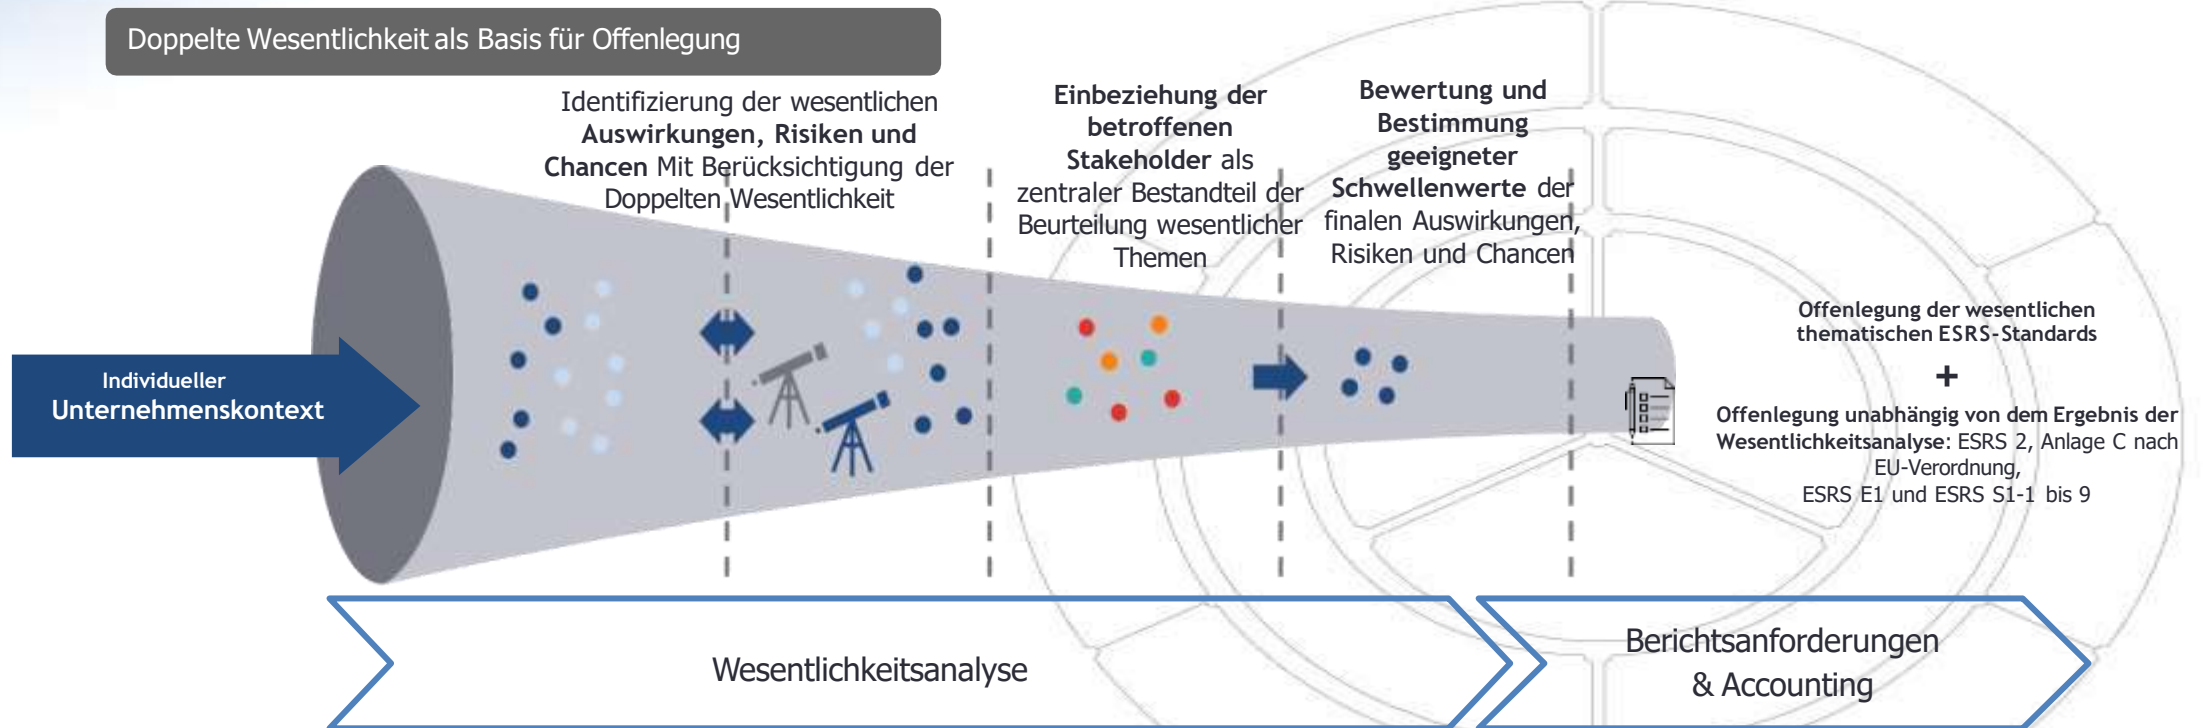 Doppelte Wesentlichkeit als Basis für Offenlegung
Identifizierung der wesentlichen
Auswirkungen, Risiken und
Chancen Mit Berücksichtigung der
Doppelten Wesentlichkeit
Einbeziehung der
betroffenen
Stakeholder als
zentraler Bestandteil der
Beurteilung wesentlicher
Themen
Bewertung und
Bestimmung
geeigneter
Schwellenwerte der
finalen Auswirkungen,
Risiken und Chancen
Individueller
Unternehmenskontext
Offenlegung der wesentlichen
thematischen ESRS-Standards
+
Offenlegung unabhängig von dem Ergebnis der
Wesentlichkeitsanalyse: ESRS 2, Anlage C nach
EU-Verordnung,
ESRS E1 und ESRS S1-1 bis 9
Wesentlichkeitsanalyse
Berichtsanforderungen
& Accounting